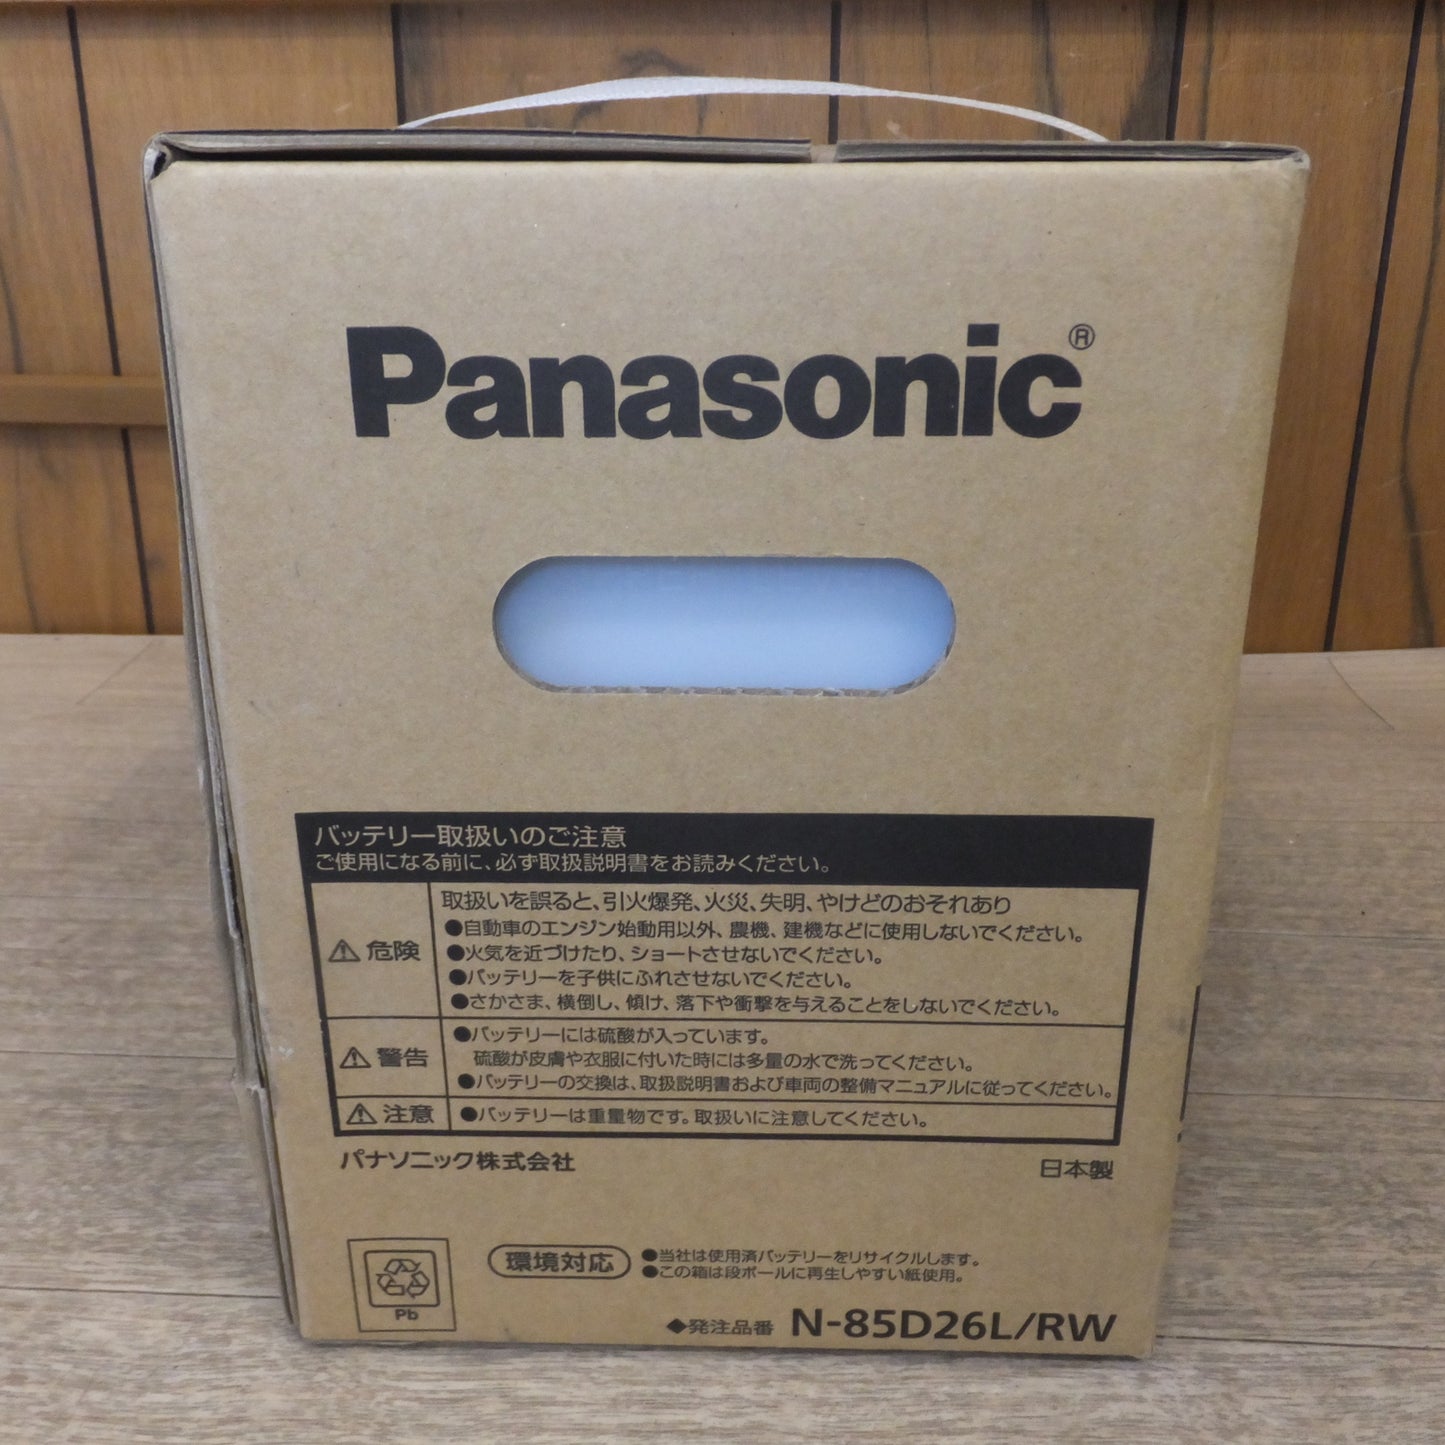 Panasonic®
バッテリー取扱いのご注意
ご使用になる前に、必ず取扱説明書をお読みください。
⚠危険
取扱いを誤ると、引火爆発、火災、失明、やけどのおそれあり
●自動車のエンジン始動用以外、農機、建機などに使用しないでください。
●火気を近づけたり、ショートさせないでください。
●バッテリーを子供にふれさせないでください。
●さかさま、横倒し、傾け、落下や衝撃を与えることをしないでください。
⚠警告
●バッテリーには硫酸が入っています。
硫酸が皮膚や衣服に付いた時には多量の水で洗ってください。
●バッテリーの交換は、取扱説明書および車両の整備マニュアルに従ってください。
⚠注意
●バッテリーは重量物です。取扱いに注意してください。
パナソニック株式会社
日本製
Pb
環境対応
●当社は使用済バッテリーをリサイクルします。
●この箱は段ボールに再生しやすい紙使用。
◆発注品番 N-85D26L/RW